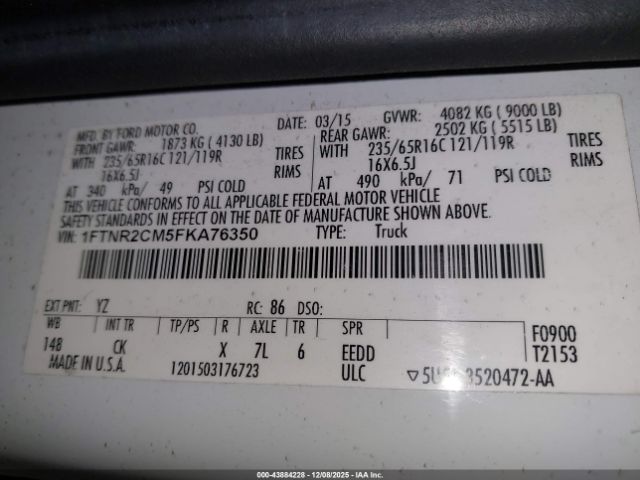 MFD. BY FORD MOTOR CO.
DATE: 03/15 GVWR: 4082 KG ( 9000 LB)
FRONT GAWR: 1873 KG ( 4130 LB) REAR GAWR: 2502 KG ( 5515 LB)
WITH 235/65R16C 121/119R TIRES WITH 235/65R16C 121/119R TIRES
16X6.5J RIMS 16X6.5J RIMS
AT 340 kPa/ 49 PSI COLD AT 490 kPa/ 71 PSI COLD
THIS VEHICLE CONFORMS TO ALL APPLICABLE FEDERAL MOTOR VEHICLE
SAFETY STANDARDS IN EFFECT ON THE DATE OF MANUFACTURE SHOWN ABOVE.
VIN: 1FTNR2CM5FKA76350 TYPE: Truck
EXT PNT: YZ RC: 86 DSO:
WB INT TR TP/PS R AXLE TR SPR F0900
148 CK X 7L 6 EEDD T2153
MADE IN U.S.A. 1201503176723 ULC 3520472-AA
000-43884228 | 12/08/2025 - IAAI.COM